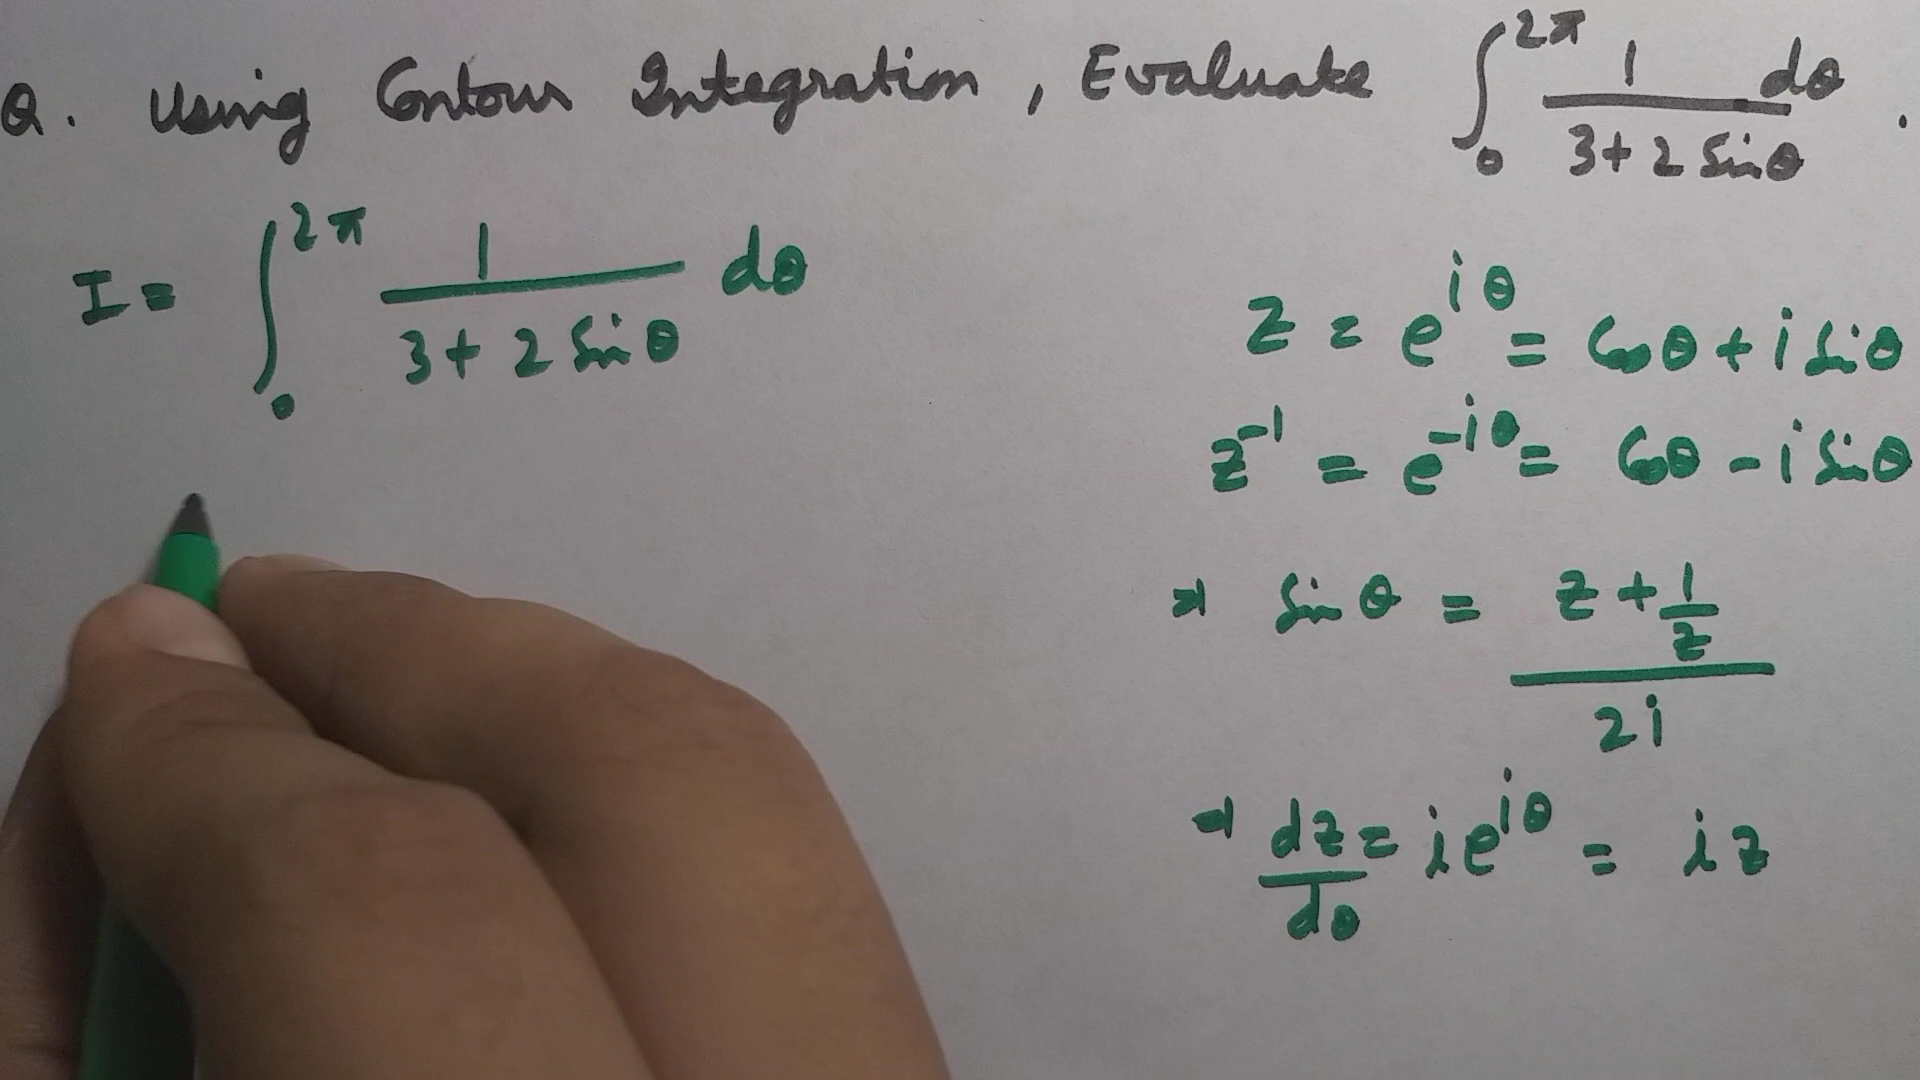 Q. Using Contour Integration, Evaluate ∫₀^2π 1/(3+2 Sinθ) dθ.
I = ∫₀^2π 1/(3+2 Sinθ) dθ
z = e^iθ = Cosθ + i Sinθ
z^-1 = e^-iθ = Cosθ - i Sinθ
⇒ Sinθ = (z + 1/z)/2i
⇒ dz/dθ = ie^iθ = iz